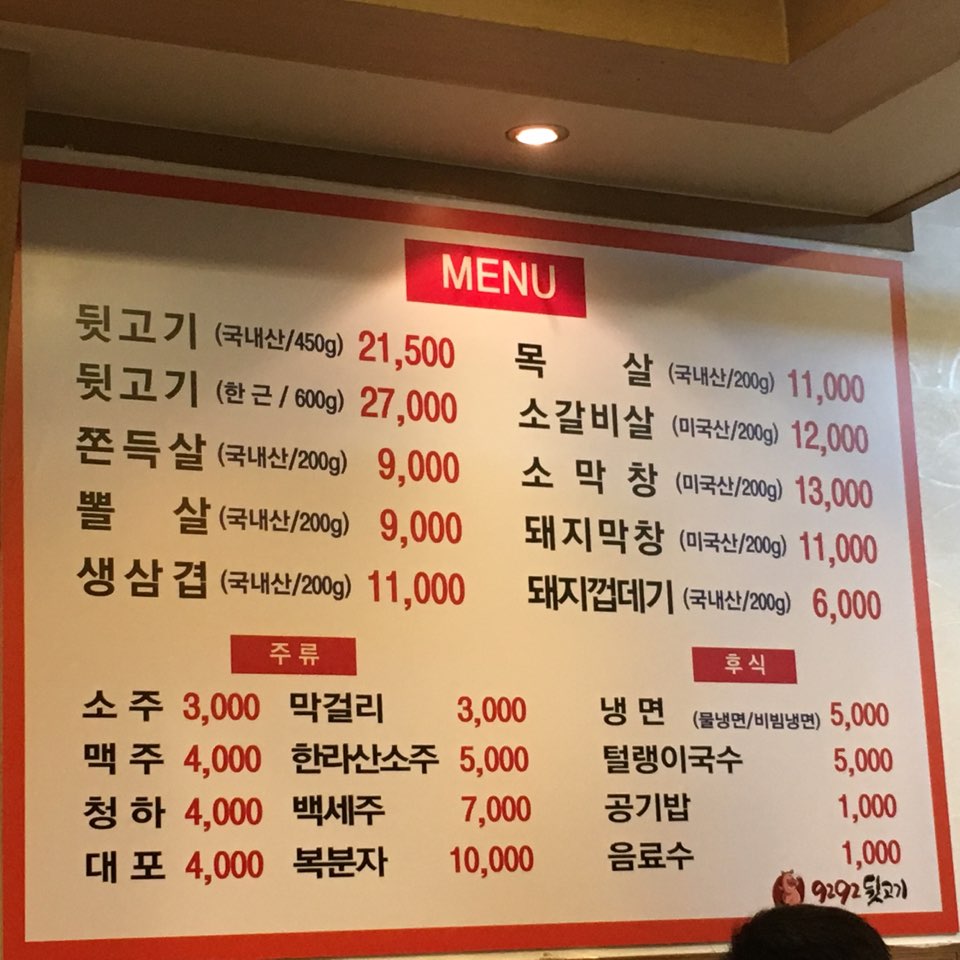 MENU
뒷고기 (국내산/450g) 21,500
뒷고기 (한 근 / 600g) 27,000
쫀득살 (국내산/200g) 9,000
뽈 살 (국내산/200g) 9,000
생삼겹 (국내산/200g) 11,000
목 살 (국내산/200g) 11,000
소갈비살 (미국산/200g) 12,000
소 막 창 (미국산/200g) 13,000
돼지막창 (미국산/200g) 11,000
돼지껍데기 (국내산/200g) 6,000
주 류
소 주 3,000 막걸리 3,000
맥 주 4,000 한라산소주 5,000
청 하 4,000 백세주 7,000
대 포 4,000 복분자 10,000
후 식
냉 면 (물냉면/비빔냉면) 5,000
털랭이국수 5,000
공기밥 1,000
음료수 1,000
9292 뒷고기